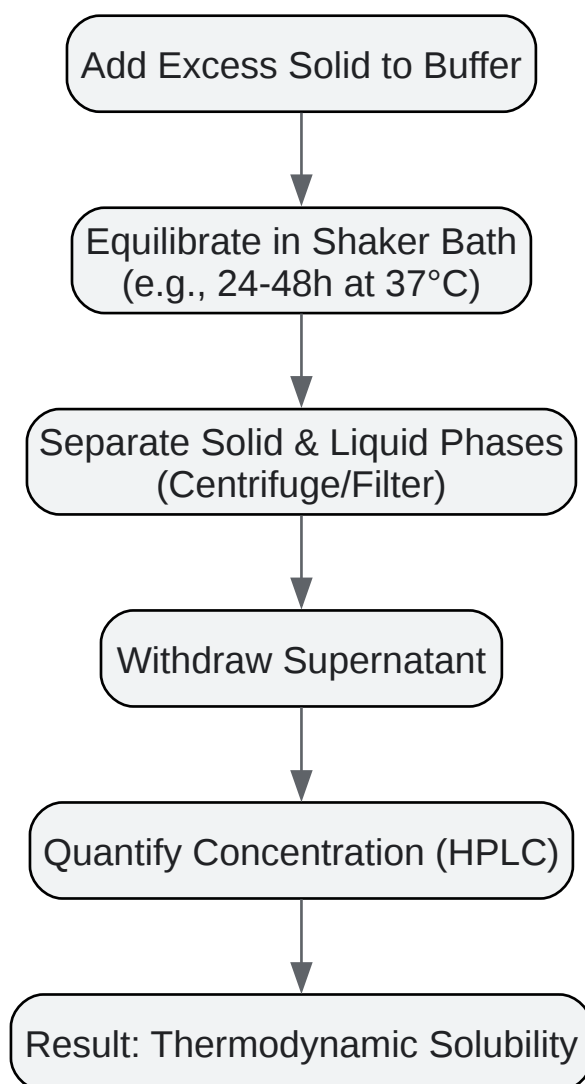 Add Excess Solid to Buffer
Equilibrate in Shaker Bath
(e.g., 24-48h at 37°C)
Separate Solid & Liquid Phases
(Centrifuge/Filter)
Withdraw Supernatant
Quantify Concentration (HPLC)
Result: Thermodynamic Solubility